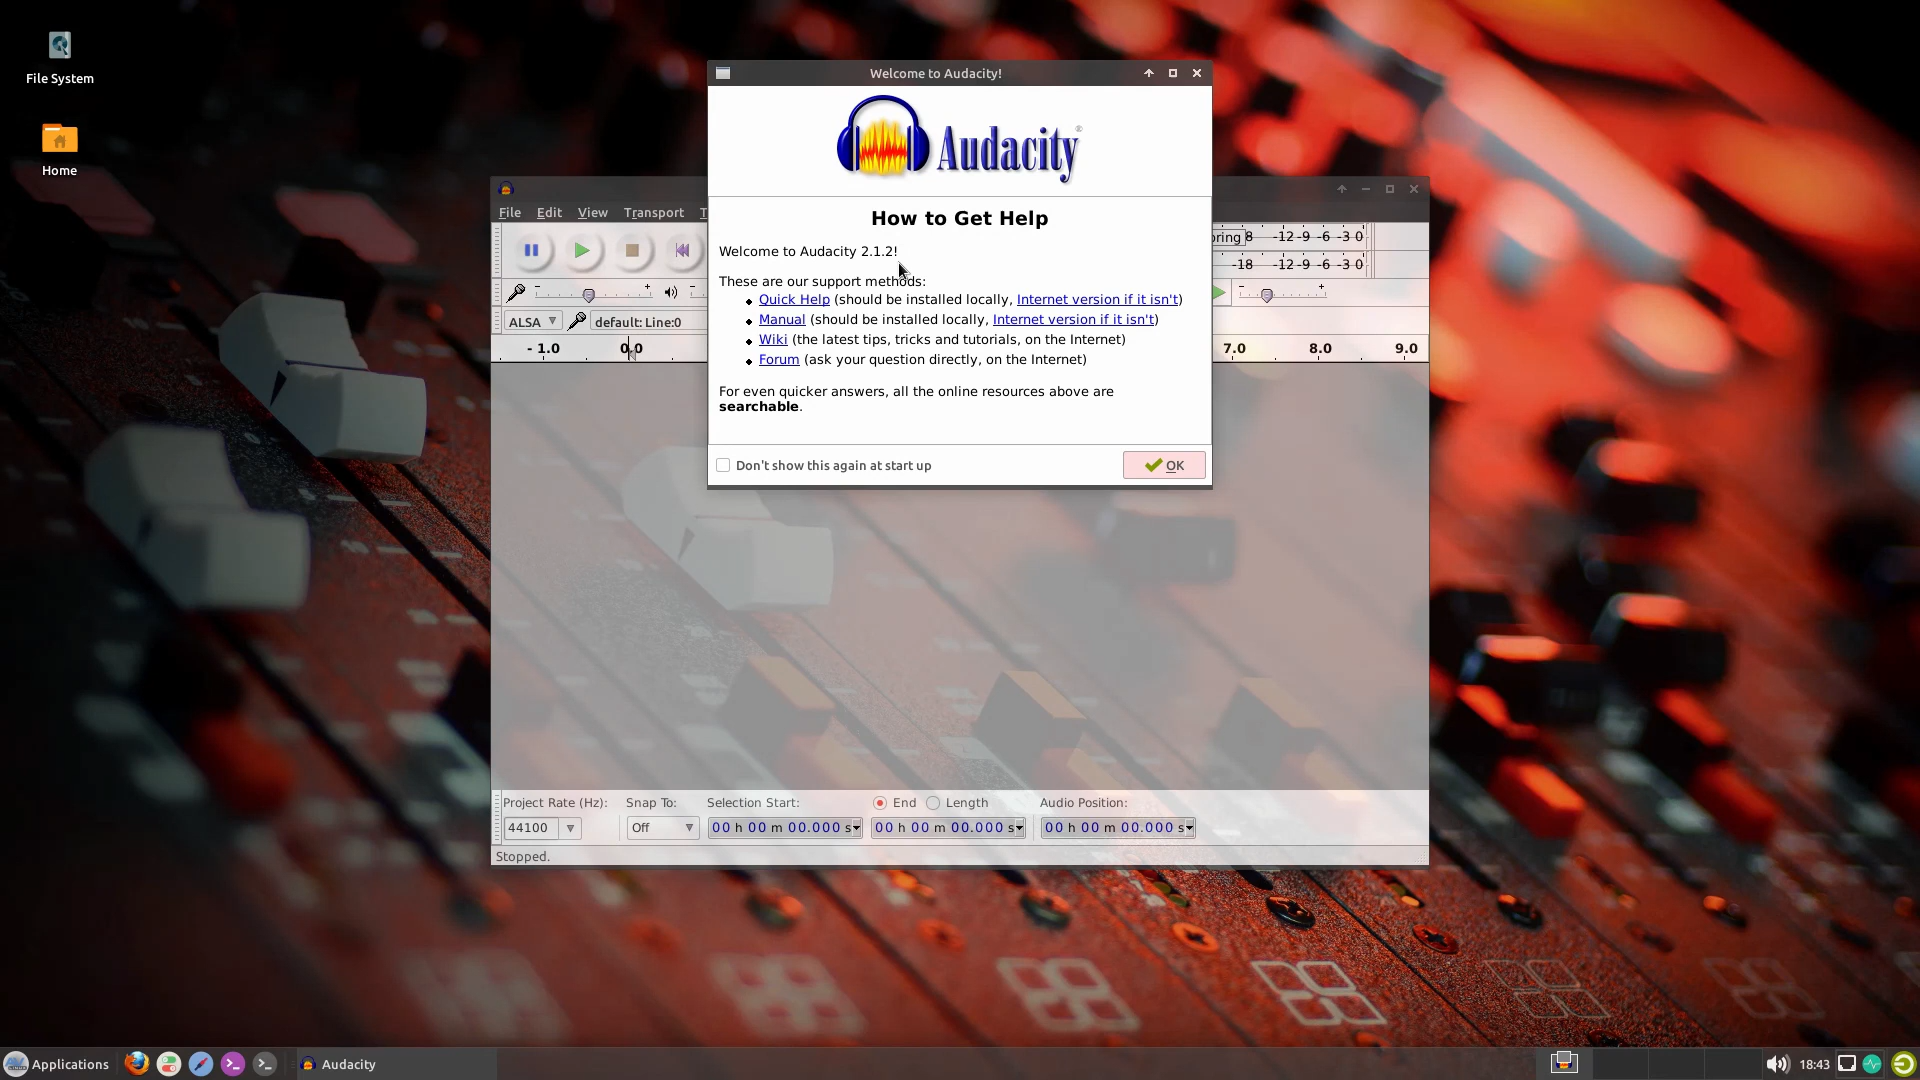 File System
Home
Welcome to Audacity!
Audacity®
How to Get Help
Welcome to Audacity 2.1.2!
These are our support methods:
Quick Help (should be installed locally, Internet version if it isn't)
Manual (should be installed locally, Internet version if it isn't)
Wiki (the latest tips, tricks and tutorials, on the Internet)
Forum (ask your question directly, on the Internet)
For even quicker answers, all the online resources above are
searchable.
Don't show this again at start up
OK
File Edit View Transport T
oring 8 -12 -9 -6 -3 0
-18 -12 -9 -6 -3 0
- + - - +
ALSA default: Line:0
- 1.0 0.0 7.0 8.0 9.0
Project Rate (Hz): Snap To: Selection Start: End Length Audio Position:
44100 Off 00 h 00 m 00.000 s 00 h 00 m 00.000 s 00 h 00 m 00.000 s
Stopped.
Applications Audacity 18:43